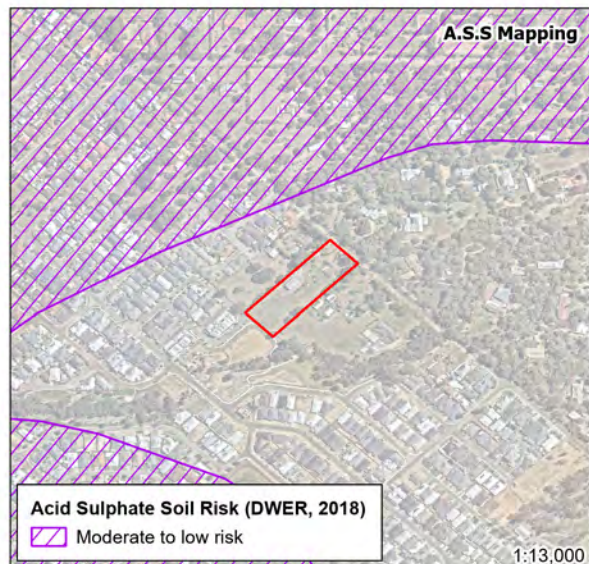 A.S.S Mapping
Acid Sulphate Soil Risk (DWER, 2018)
Moderate to low risk
1:13,000